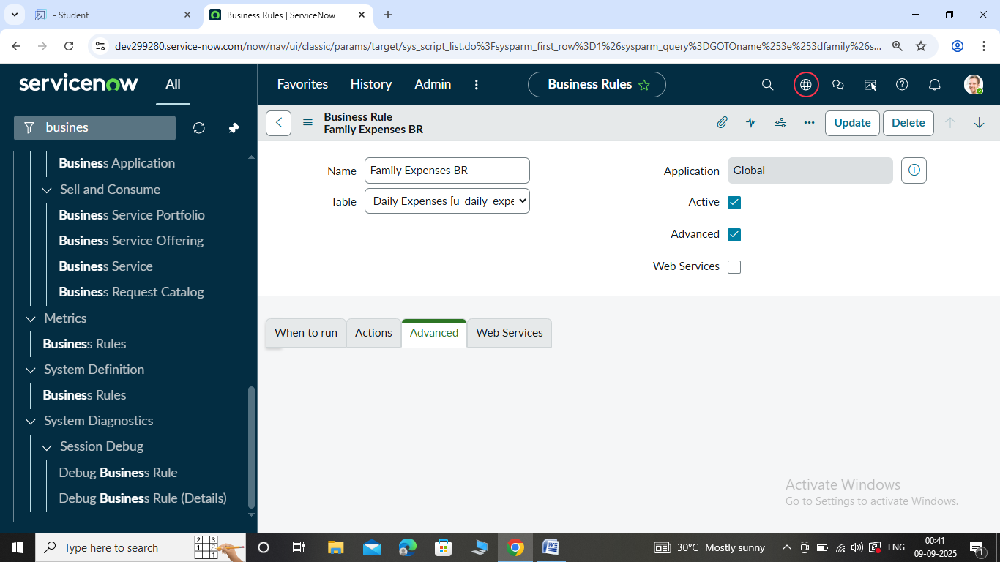 - Student
Business Rules | ServiceNow
dev299280.service-now.com/now/nav/ui/classic/params/target/sys_script_list.do%3Fsysparm_first_row%3D1%26sysparm_query%3DGOTOname%253e%253dfamily%26s...
servicenow
All
Favorites
History
Admin
Business Rules
busines
Business Rule
Family Expenses BR
Update
Delete
Business Application
Sell and Consume
Business Service Portfolio
Business Service Offering
Business Service
Business Request Catalog
Metrics
Business Rules
System Definition
Business Rules
System Diagnostics
Session Debug
Debug Business Rule
Debug Business Rule (Details)
Name
Family Expenses BR
Table
Daily Expenses [u_daily_expe
Application
Global
Active
Advanced
Web Services
When to run
Actions
Advanced
Web Services
Activate Windows
Go to Settings to activate Windows.
Type here to search
2 3
1 2
1
30°C Mostly sunny
ENG
00:41
09-09-2025
1